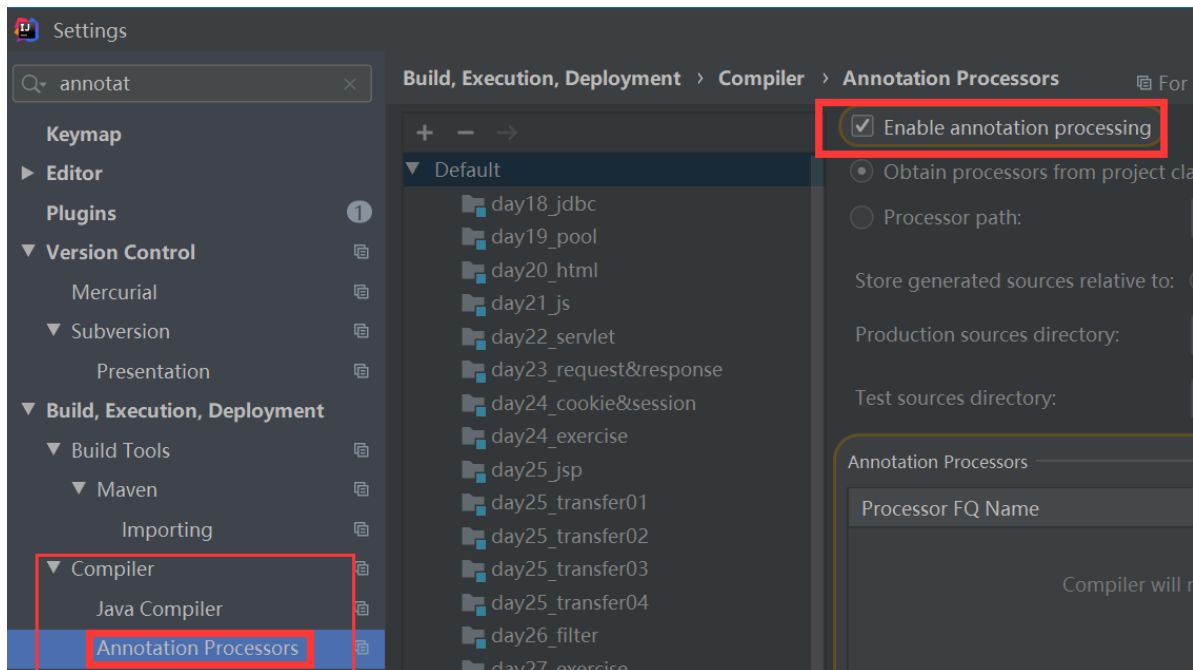 Settings
annotat
Keymap
Editor
Plugins 1
Version Control
Mercurial
Subversion
Presentation
Build, Execution, Deployment
Build Tools
Maven
Importing
Compiler
Java Compiler
Annotation Processors
Build, Execution, Deployment › Compiler › Annotation Processors
For
Default
day18_jdbc
day19_pool
day20_html
day21_js
day22_servlet
day23_request&response
day24_cookie&session
day24_exercise
day25_jsp
day25_transfer01
day25_transfer02
day25_transfer03
day25_transfer04
day26_filter
day27_exercise
Enable annotation processing
Obtain processors from project cla
Processor path:
Store generated sources relative to:
Production sources directory:
Test sources directory:
Annotation Processors
Processor FQ Name
Compiler will